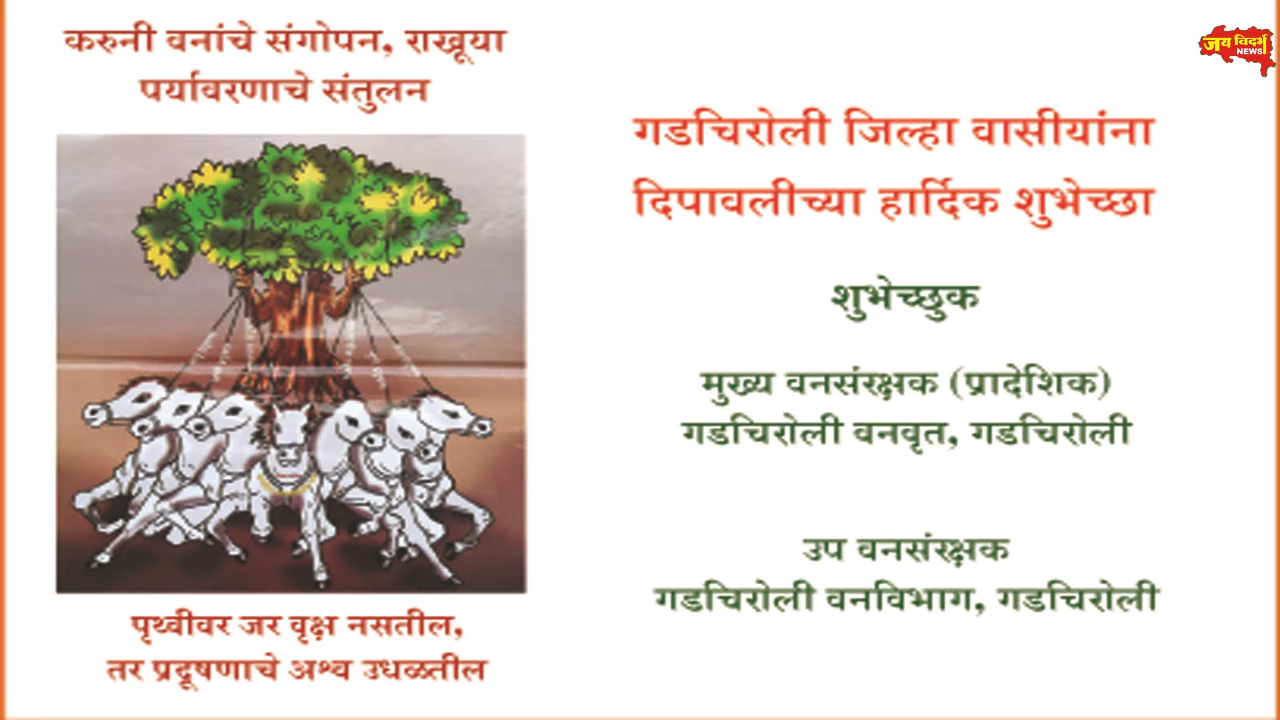 करुनी वनांचे संगोपन, राखूया
पर्यावरणाचे संतुलन
पृथ्वीवर जर वृक्ष नसतील,
तर प्रदूषणाचे अश्व उधळतील
गडचिरोली जिल्हा वासीयांना
दिपावलीच्या हार्दिक शुभेच्छा
शुभेच्छुक
मुख्य वनसंरक्षक (प्रादेशिक)
गडचिरोली वनवृत, गडचिरोली
उप वनसंरक्षक
गडचिरोली वनविभाग, गडचिरोली
जय विदर्भ
NEWS